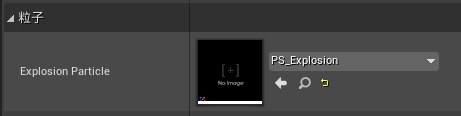 粒子
Explosion Particle
[+]
No Image
PS_Explosion